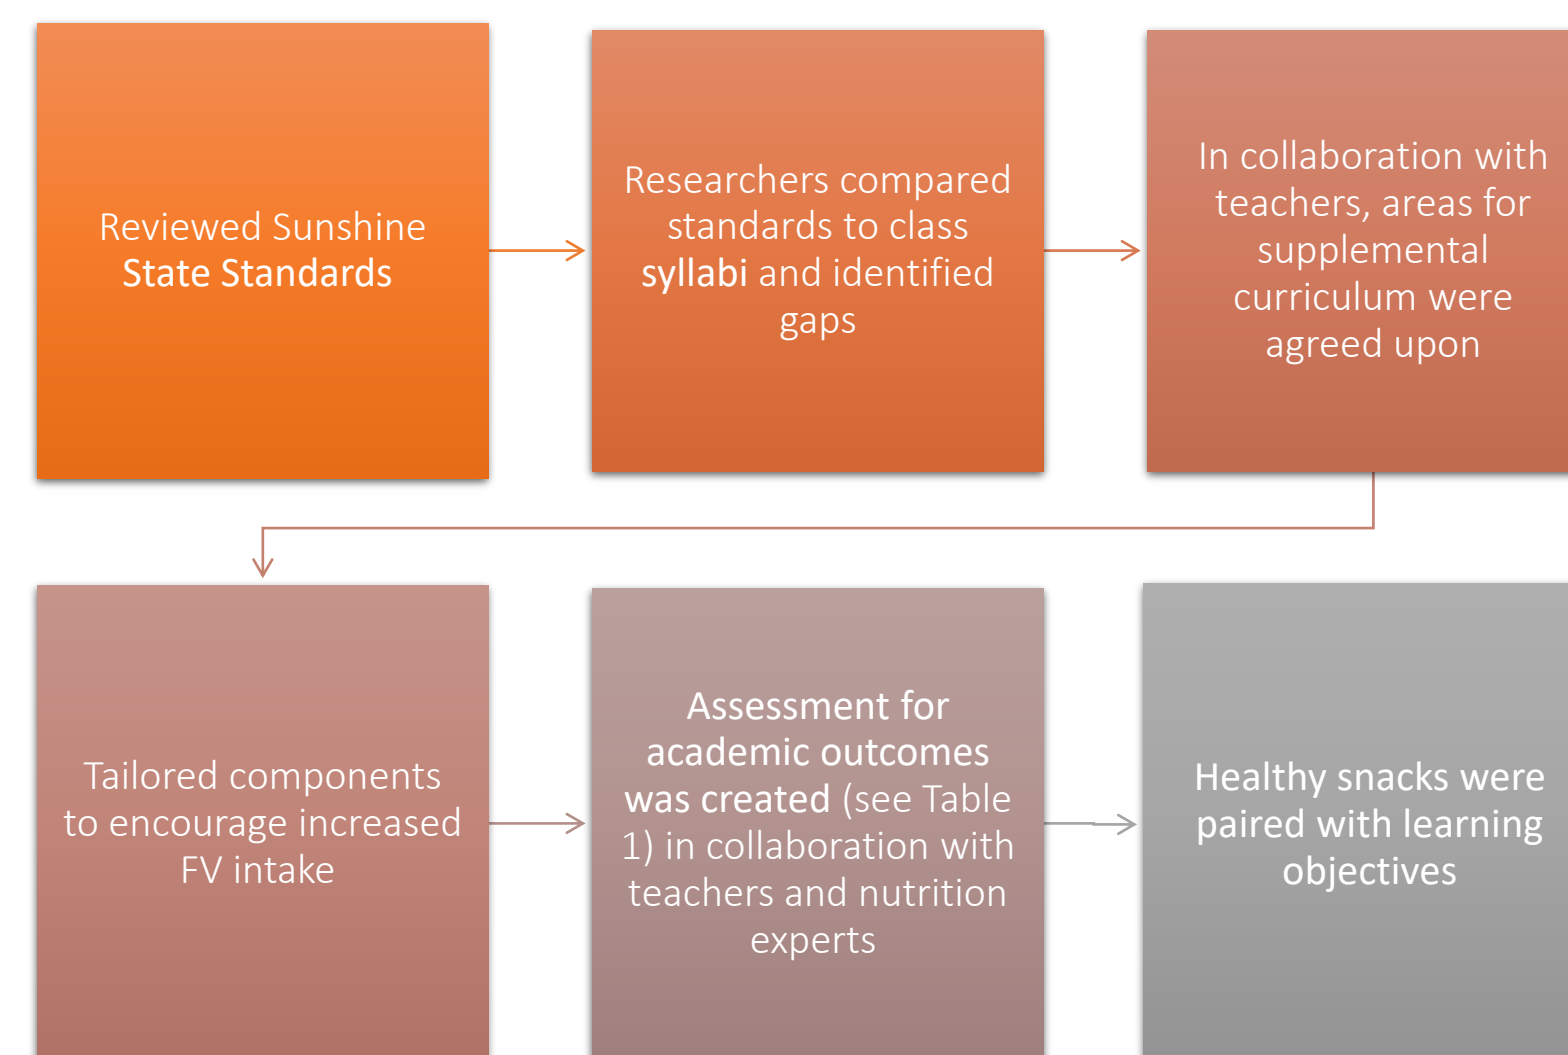 Reviewed Sunshine
State Standards
Researchers compared
standards to class
syllabi and identified
gaps
In collaboration with
teachers, areas for
supplemental
curriculum were
agreed upon
Tailored components
to encourage increased
FV intake
Assessment for
academic outcomes
was created (see Table
1) in collaboration with
teachers and nutrition
experts
Healthy snacks were
paired with learning
objectives